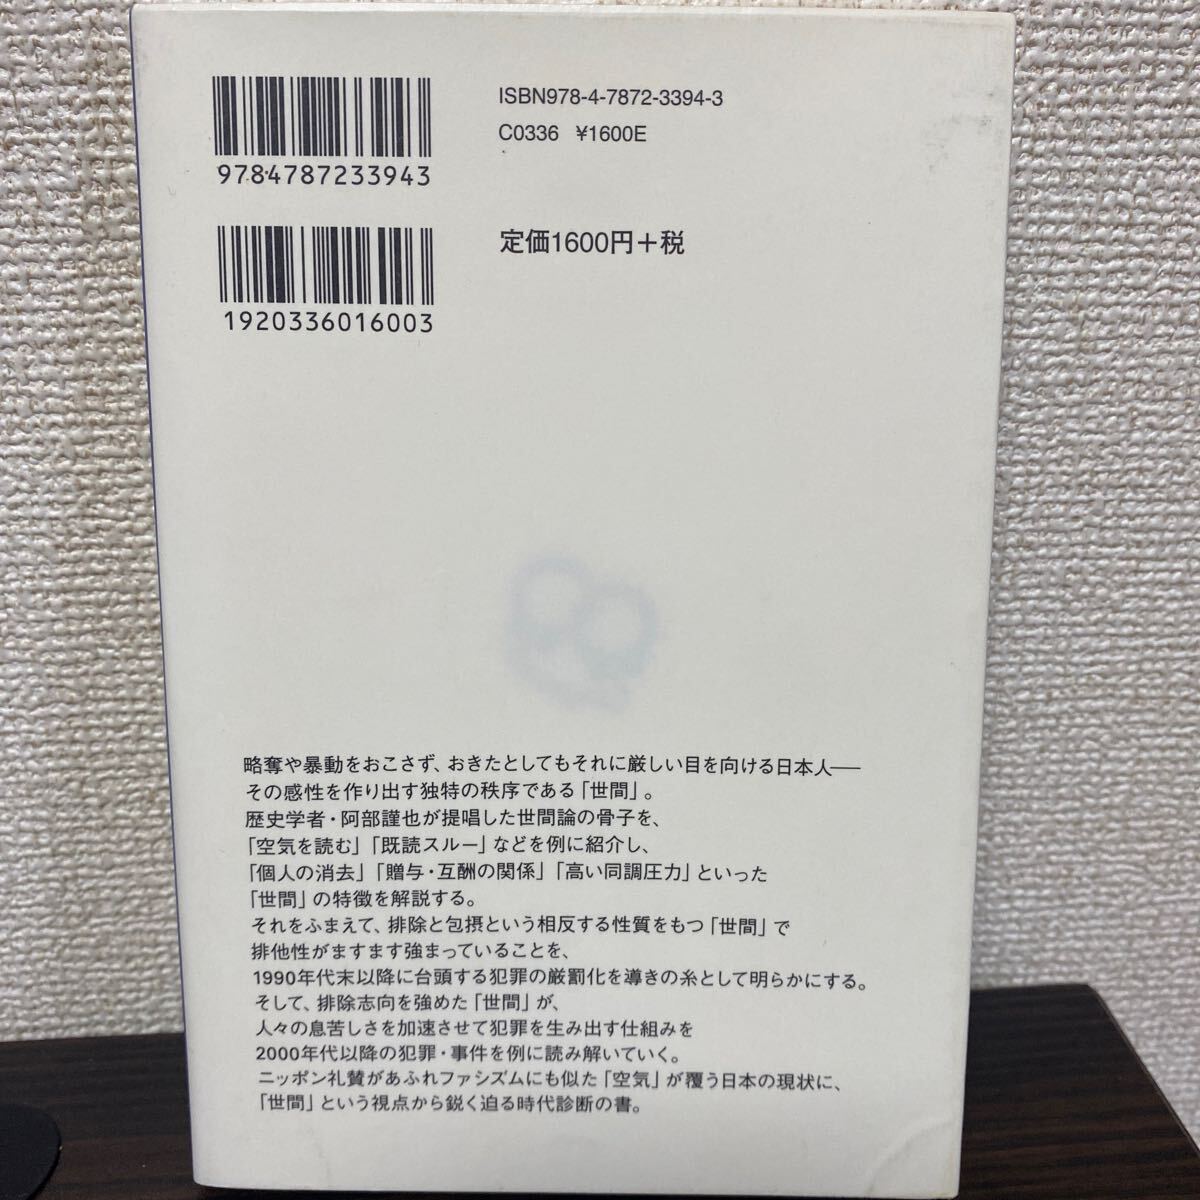 ISBN978-4-7872-3394-3
C0336 ¥1600E
9784787233943
定価1600円+税
1920336016003
略奪や暴動をおこさず、おきたとしてもそれに厳しい目を向ける日本人――
その感性を作り出す独特の秩序である「世間」。
歴史学者・阿部謹也が提唱した世間論の骨子を、
「空気を読む」「既読スルー」などを例に紹介し、
「個人の消去」「贈与・互酬の関係」「高い同調圧力」といった
「世間」の特徴を解説する。
それをふまえて、排除と包摂という相反する性質をもつ「世間」で
排他性がますます強まっていることを、
1990年代末以降に台頭する犯罪の厳罰化を導きの糸として明らかにする。
そして、排除志向を強めた「世間」が、
人々の息苦しさを加速させて犯罪を生み出す仕組みを
2000年代以降の犯罪・事件を例に読み解いていく。
ニッポン礼賛があふれファシズムにも似た「空気」が覆う日本の現状に、
「世間」という視点から鋭く迫る時代診断の書。